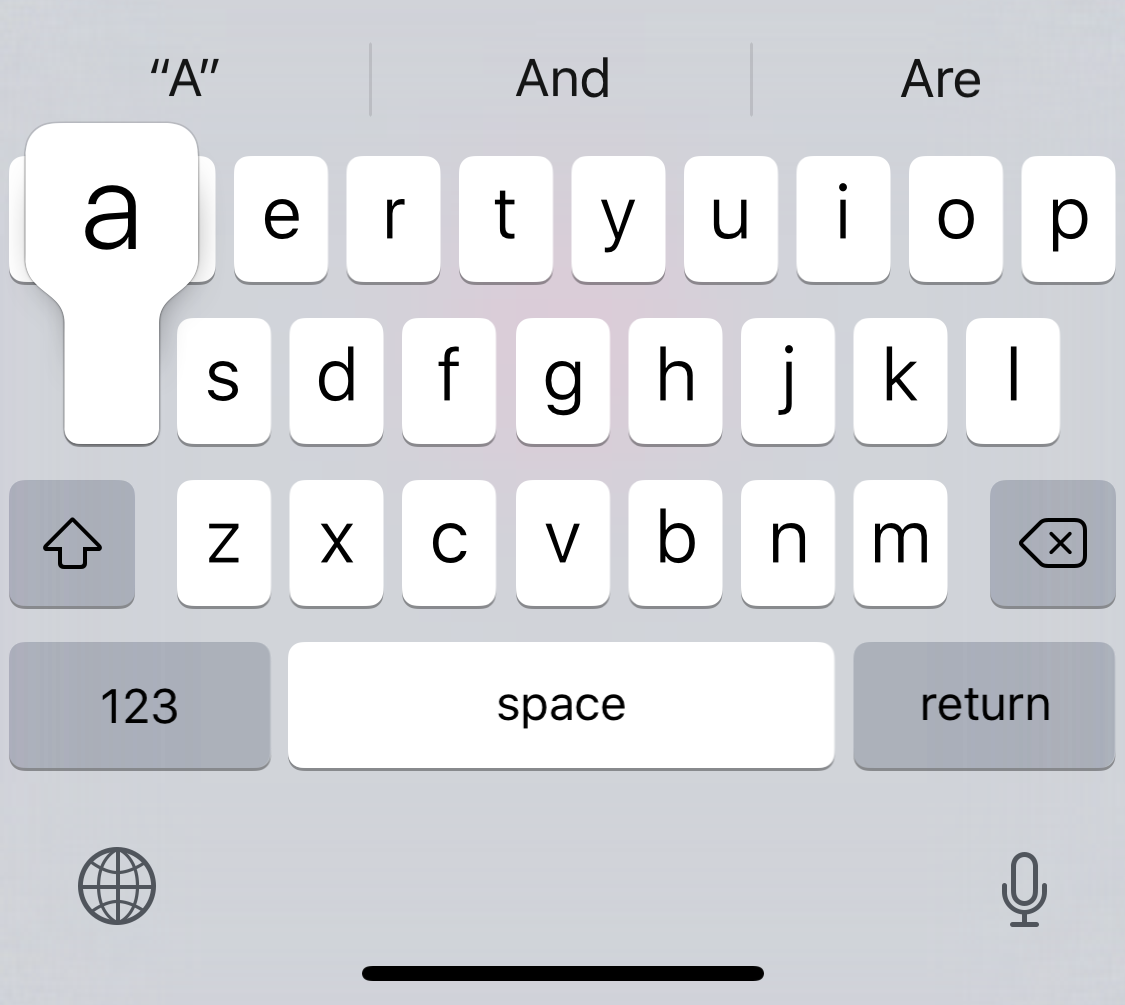 “A” And Are
a e r t y u i o p
s d f g h j k l
z x c v b n m
123 space return